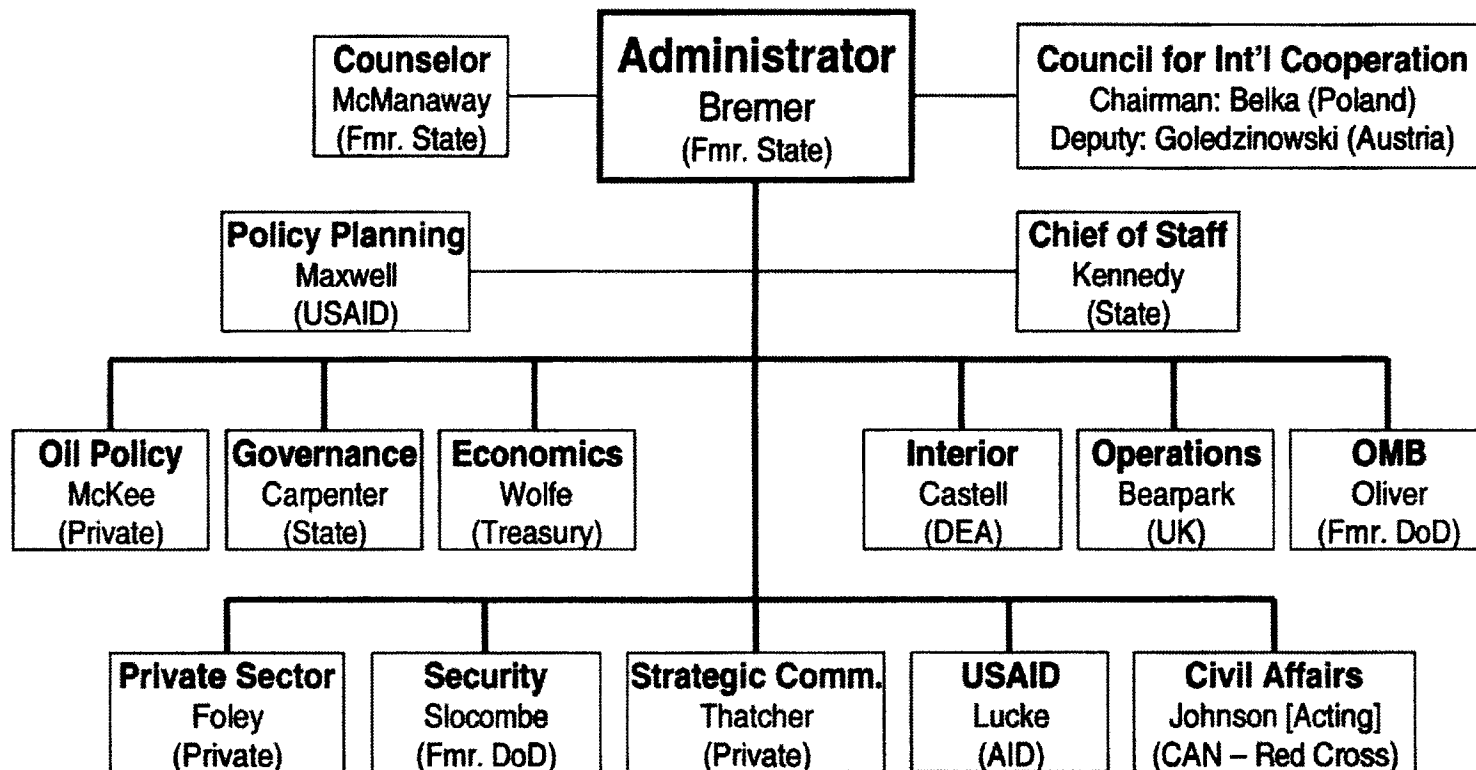 Counselor
McManaway
(Fmr. State)
Administrator
Bremer
(Fmr. State)
Council for Int'l Cooperation
Chairman: Belka (Poland)
Deputy: Goledzinowski (Austria)
Policy Planning
Maxwell
(USAID)
Chief of Staff
Kennedy
(State)
Oil Policy
McKee
(Private)
Governance
Carpenter
(State)
Economics
Wolfe
(Treasury)
Interior
Castell
(DEA)
Operations
Bearpark
(UK)
OMB
Oliver
(Fmr. DoD)
Private Sector
Foley
(Private)
Security
Slocombe
(Fmr. DoD)
Strategic Comm.
Thatcher
(Private)
USAID
Lucke
(AID)
Civil Affairs
Johnson [Acting]
(CAN – Red Cross)